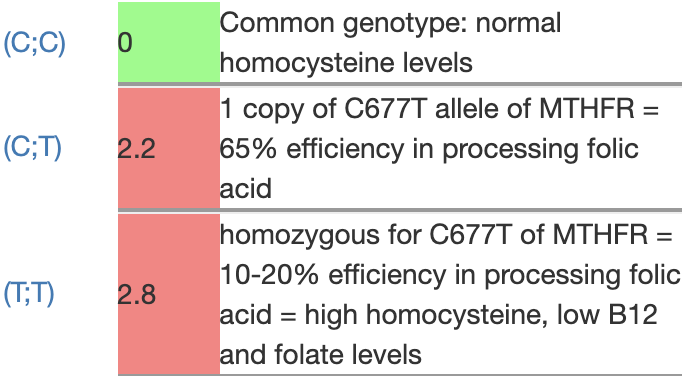 (C;C) 0 Common genotype: normal
homocysteine levels
1 copy of C677T allele of MTHFR =
(C;T) 2.2 65% efficiency in processing folic
acid
homozygous for C677T of MTHFR =
10-20% efficiency in processing folic
(T;T) 2.8 acid = high homocysteine, low B12
and folate levels